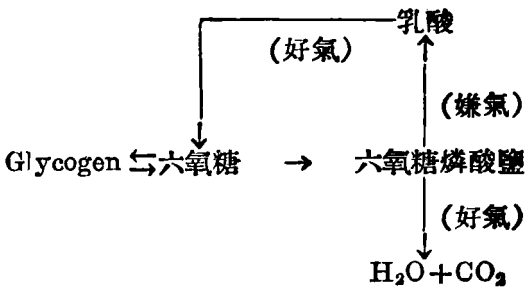 乳酸
(好氣)
(嫌氣)
Glycogen ⇆ 六氧糖 → 六氧糖燐酸鹽
(好氣)
H₂O+CO₂